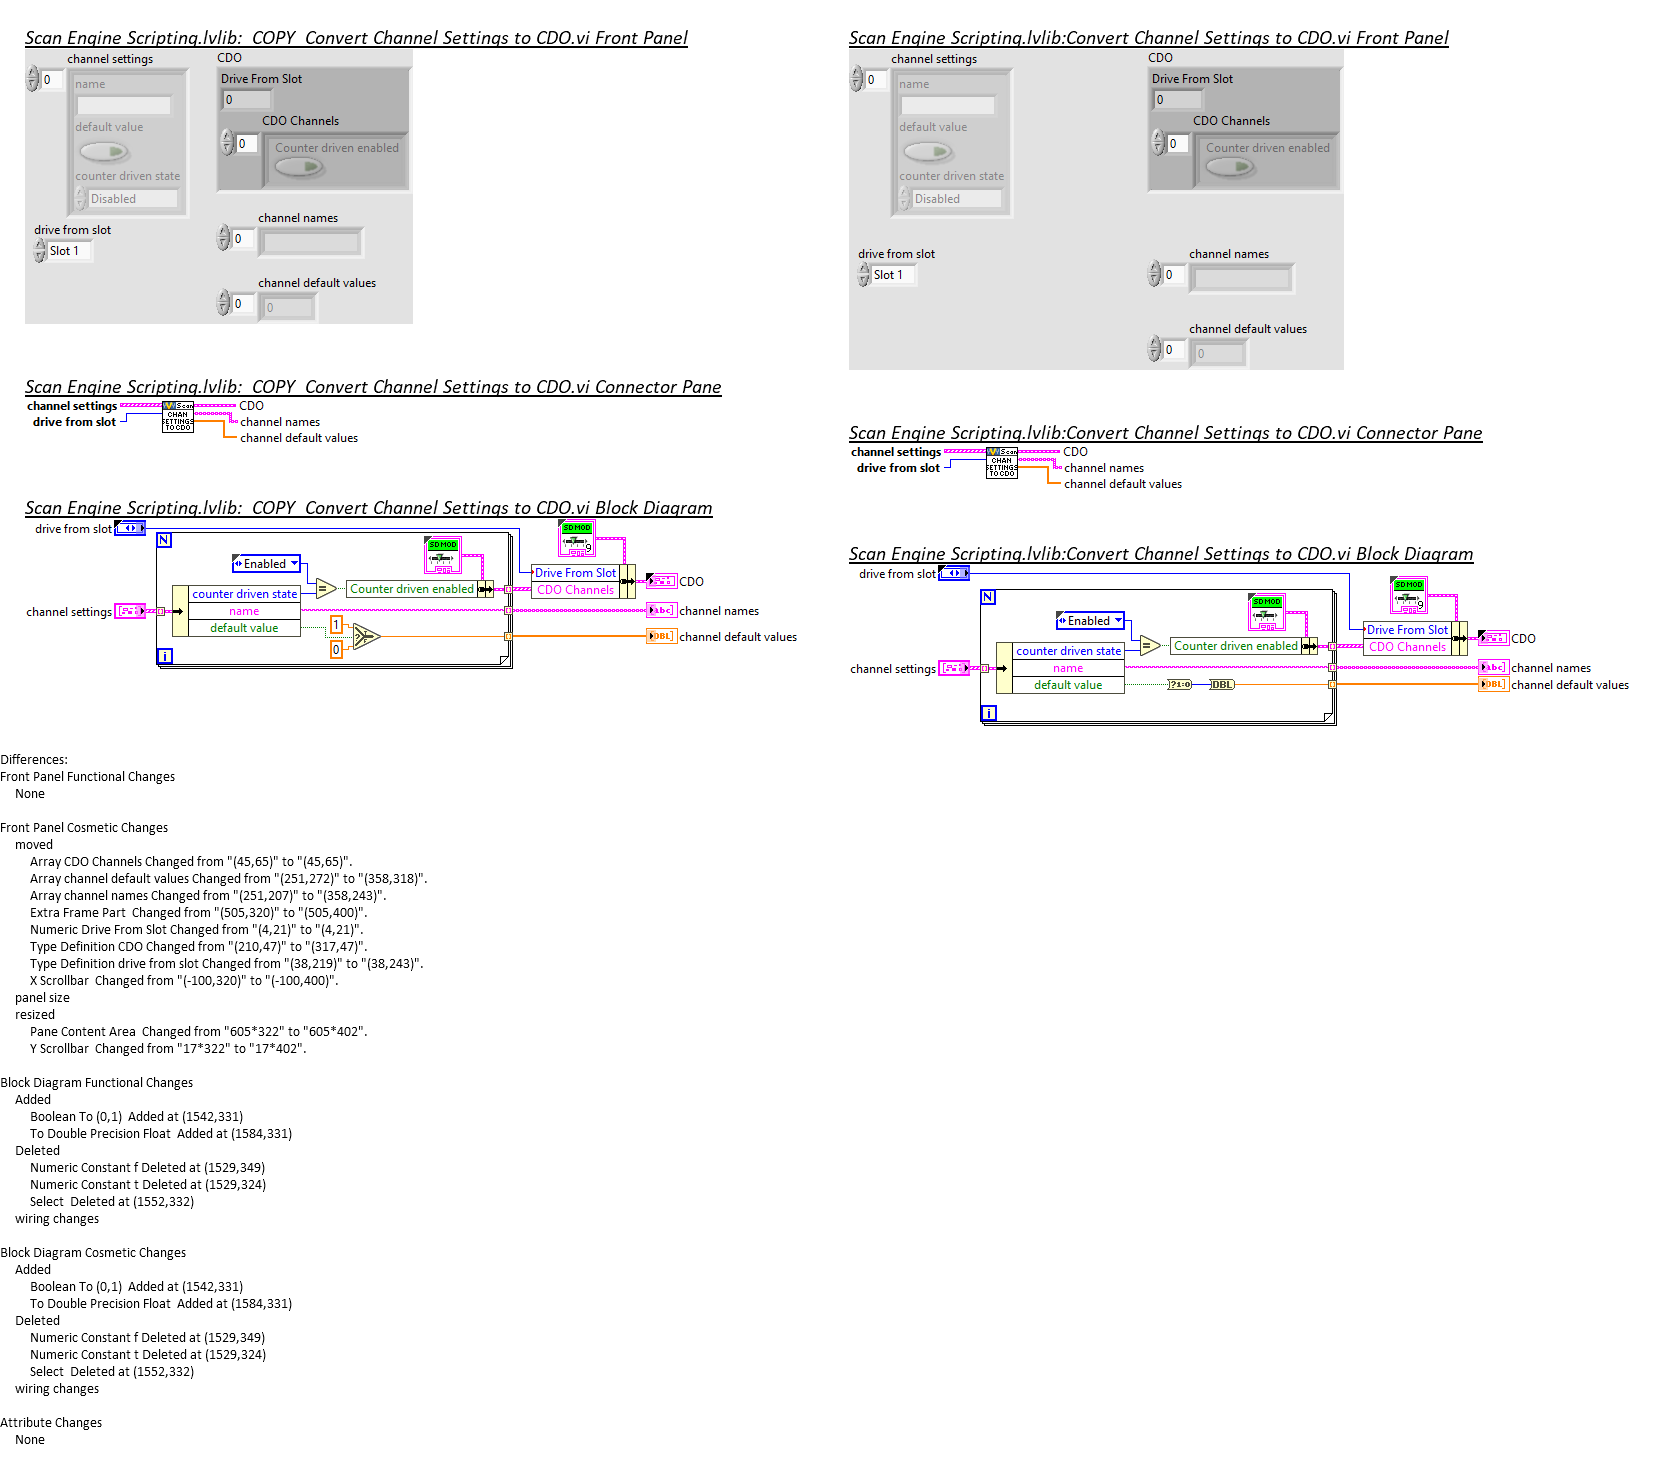 Scan Engine Scripting.lvlib:  COPY  Convert Channel Settings to CDO.vi Front Panel
channel settings
0
name
default value
counter driven state
Disabled
drive from slot
Slot 1
CDO
Drive From Slot
0
CDO Channels
0
Counter driven enabled
channel names
0
channel default values
0
0
Scan Engine Scripting.lvlib:  COPY  Convert Channel Settings to CDO.vi Connector Pane
channel settings
drive from slot
Scan
CHAN
SETTINGS
TO CDO
CDO
channel names
channel default values
Scan Engine Scripting.lvlib:  COPY  Convert Channel Settings to CDO.vi Block Diagram
drive from slot
N
SD MOD
9
SD MOD
Enabled
Drive From Slot
CDO Channels
CDO
counter driven state
=
Counter driven enabled
channel settings
name
channel names
abc
default value
1
?
0
DBL
channel default values
i
Scan Engine Scripting.lvlib:Convert Channel Settings to CDO.vi Front Panel
channel settings
0
name
default value
counter driven state
Disabled
drive from slot
Slot 1
CDO
Drive From Slot
0
CDO Channels
0
Counter driven enabled
channel names
0
channel default values
0
0
Scan Engine Scripting.lvlib:Convert Channel Settings to CDO.vi Connector Pane
channel settings
drive from slot
Scan
CHAN
SETTINGS
TO CDO
CDO
channel names
channel default values
Scan Engine Scripting.lvlib:Convert Channel Settings to CDO.vi Block Diagram
drive from slot
N
SD MOD
9
SD MOD
Enabled
Drive From Slot
CDO Channels
CDO
counter driven state
=
Counter driven enabled
channel settings
name
abc
channel names
default value
?1:0
DBL
DBL
channel default values
i
Differences:
Front Panel Functional Changes
None
Front Panel Cosmetic Changes
moved
Array CDO Channels Changed from "(45,65)" to "(45,65)".
Array channel default values Changed from "(251,272)" to "(358,318)".
Array channel names Changed from "(251,207)" to "(358,243)".
Extra Frame Part  Changed from "(505,320)" to "(505,400)".
Numeric Drive From Slot Changed from "(4,21)" to "(4,21)".
Type Definition CDO Changed from "(210,47)" to "(317,47)".
Type Definition drive from slot Changed from "(38,219)" to "(38,243)".
X Scrollbar  Changed from "(-100,320)" to "(-100,400)".
panel size
resized
Pane Content Area  Changed from "605*322" to "605*402".
Y Scrollbar  Changed from "17*322" to "17*402".
Block Diagram Functional Changes
Added
Boolean To (0,1)  Added at (1542,331)
To Double Precision Float  Added at (1584,331)
Deleted
Numeric Constant f Deleted at (1529,349)
Numeric Constant t Deleted at (1529,324)
Select  Deleted at (1552,332)
wiring changes
Block Diagram Cosmetic Changes
Added
Boolean To (0,1)  Added at (1542,331)
To Double Precision Float  Added at (1584,331)
Deleted
Numeric Constant f Deleted at (1529,349)
Numeric Constant t Deleted at (1529,324)
Select  Deleted at (1552,332)
wiring changes
Attribute Changes
None